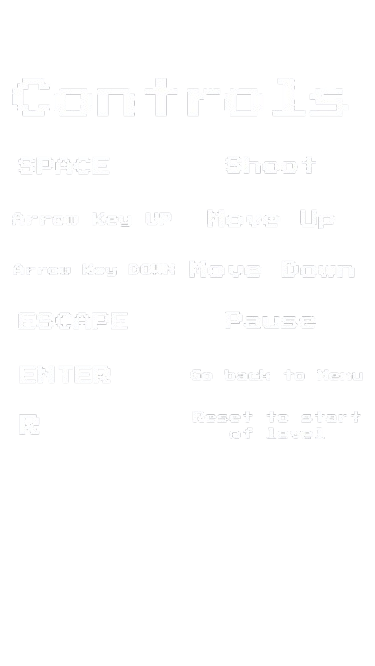 Controls
SPACE Shoot
Arrow Key UP Move Up
Arrow Key DOWN Move Down
ESCAPE Pause
ENTER Go back to Menu
R Reset to start
of level